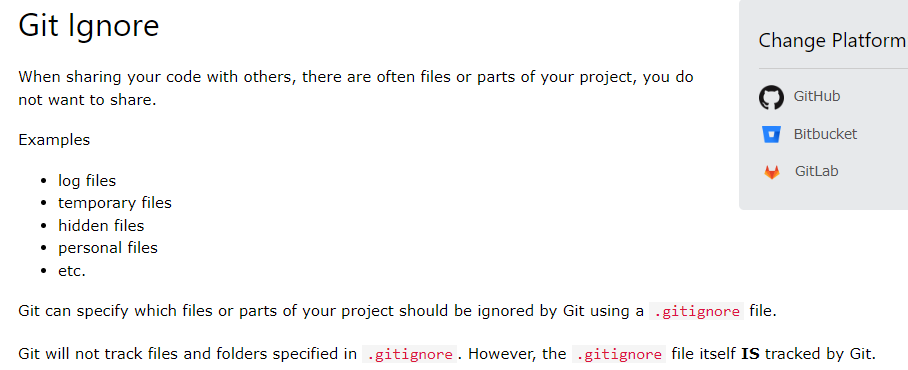 Git Ignore
When sharing your code with others, there are often files or parts of your project, you do
not want to share.
Examples
log files
temporary files
hidden files
personal files
etc.
Git can specify which files or parts of your project should be ignored by Git using a .gitignore file.
Git will not track files and folders specified in .gitignore. However, the .gitignore file itself IS tracked by Git.
Change Platform
GitHub
Bitbucket
GitLab